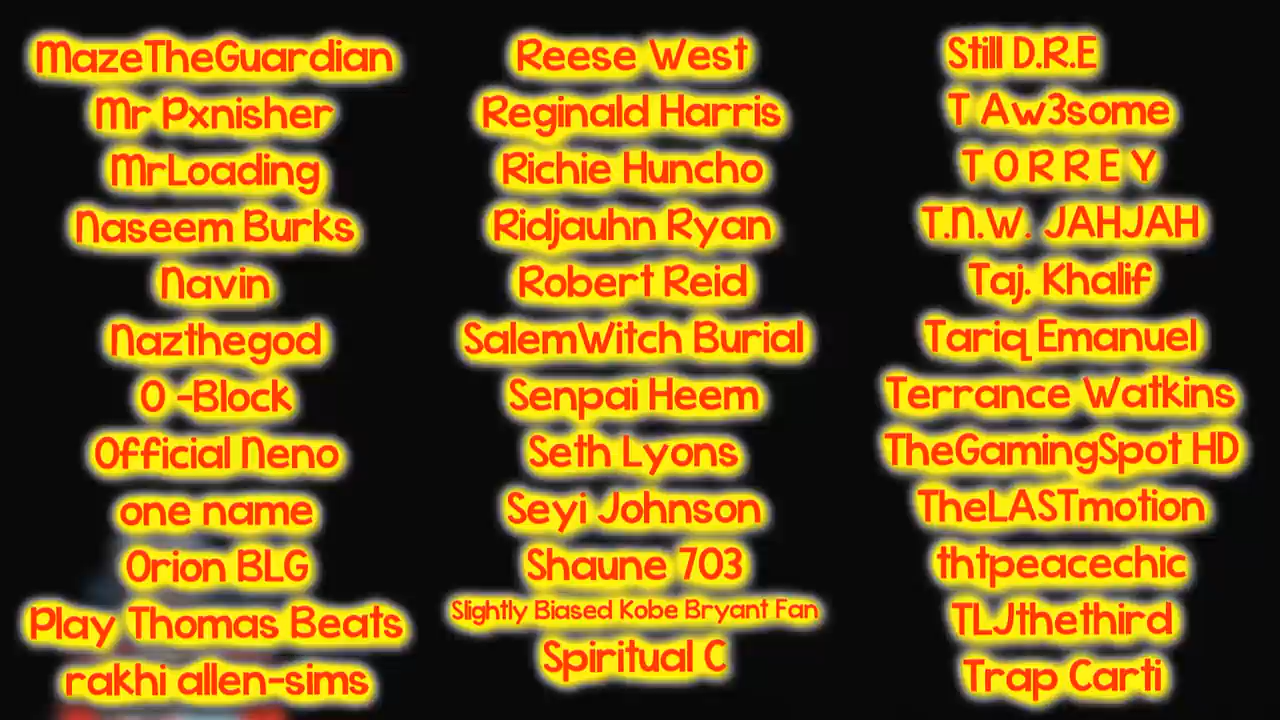 MazeTheGuardian
Mr Pxnisher
MrLoading
Naseem Burks
Navin
Nazthegod
O -Block
Official Neno
one name
Orion BLG
Play Thomas Beats
rakhi allen-sims
Reese West
Reginald Harris
Richie Huncho
Ridjauhn Ryan
Robert Reid
SalemWitch Burial
Senpai Heem
Seth Lyons
Seyi Johnson
Shaune 703
Slightly Biased Kobe Bryant Fan
Spiritual C
Still D.R.E
T Aw3some
T O R R E Y
T.N.W. JAHJAH
Taj. Khalif
Tariq Emanuel
Terrance Watkins
TheGamingSpot HD
TheLASTmotion
thtpeacechic
TLJthethird
Trap Carti